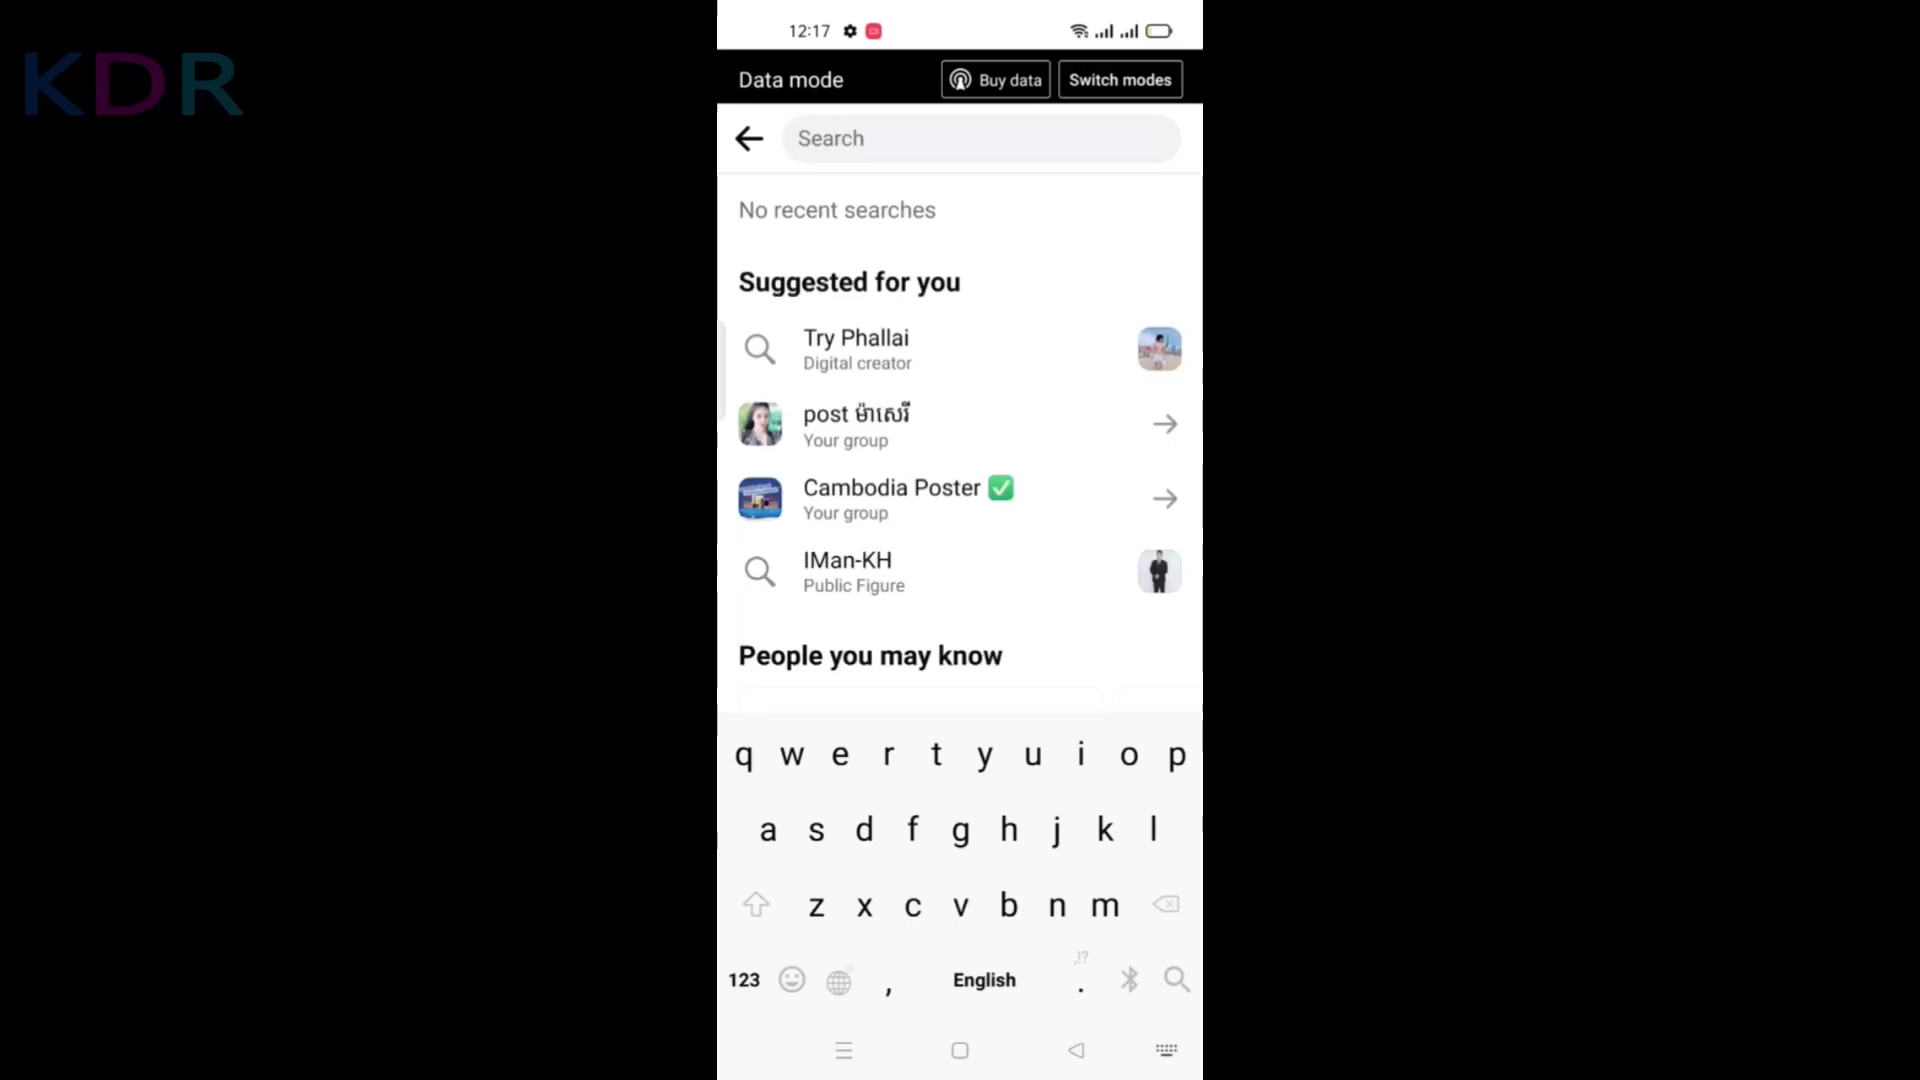 KDR
12:17
Data mode
Buy data
Switch modes
Search
No recent searches
Suggested for you
Try Phallai
Digital creator
post ម៉ាសេរី
Your group
Cambodia Poster ✅
Your group
IMan-KH
Public Figure
People you may know
q w e r t y u i o p
a s d f g h j k l
z x c v b n m
,!?
123 , English .